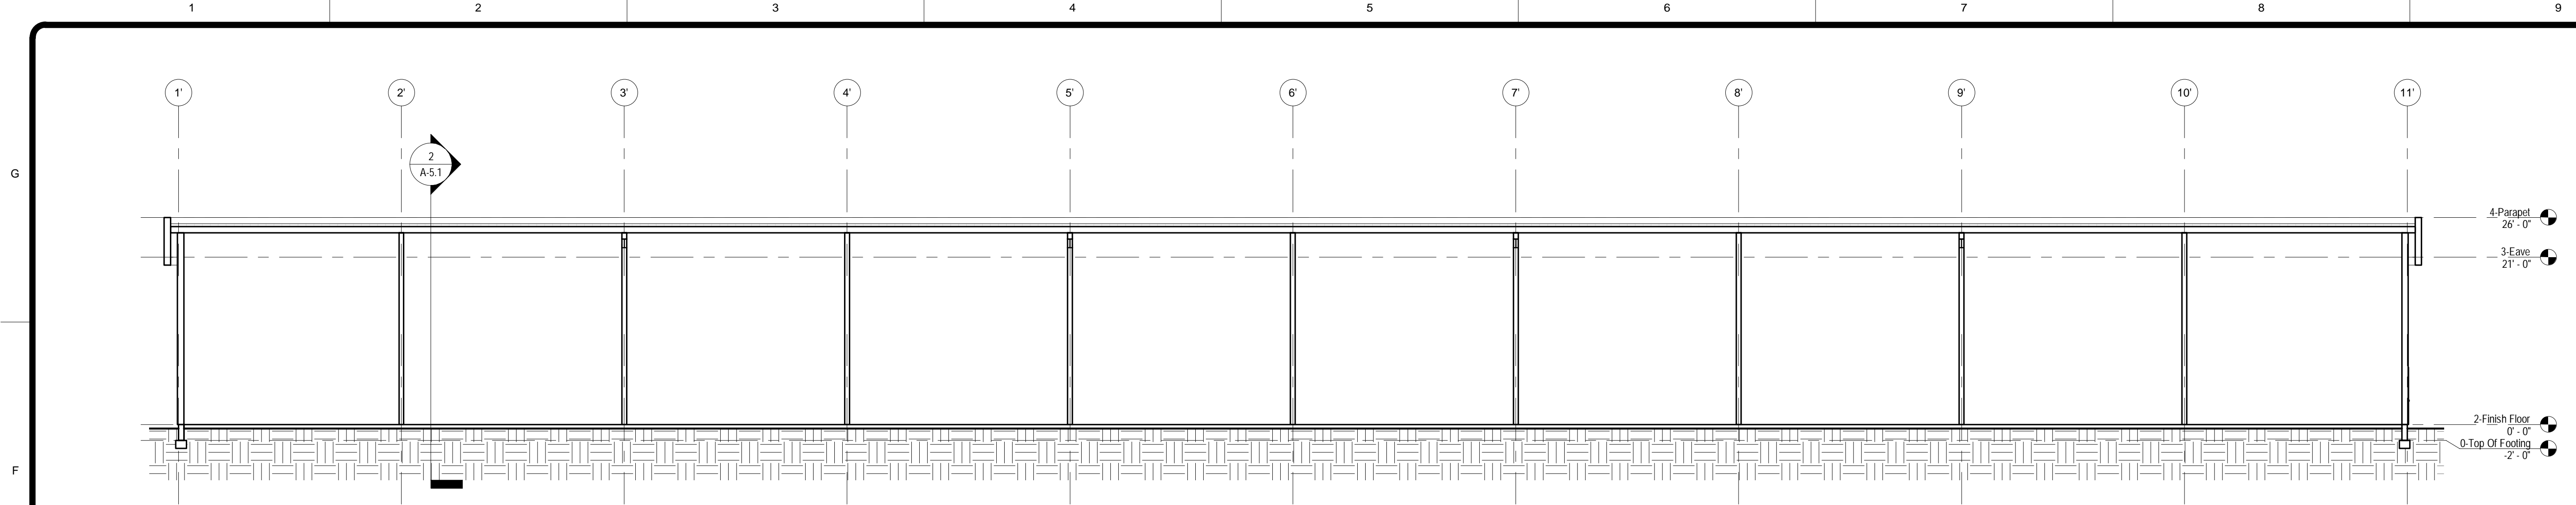 1 2 3 4 5 6 7 8 9
1' 2' 3' 4' 5' 6' 7' 8' 9' 10' 11'
2
A-5.1
G
4-Parapet
26' - 0"
3-Eave
21' - 0"
2-Finish Floor
0' - 0"
0-Top Of Footing
-2' - 0"
F